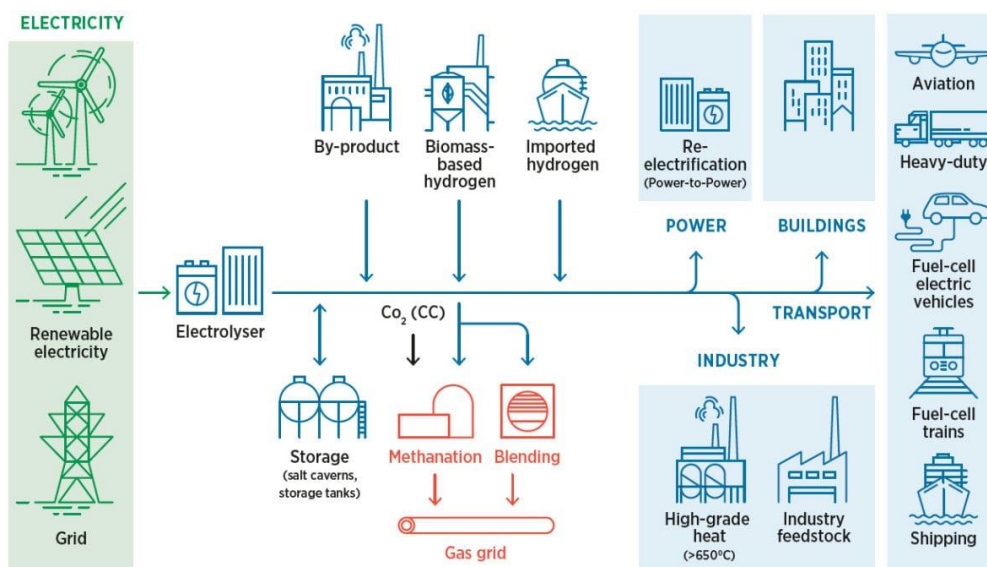 ELECTRICITY
Renewable
electricity
Grid
Electrolyser
By-product
Biomass-
based
hydrogen
Imported
hydrogen
Co₂ (CC)
Storage
(salt caverns,
storage tanks)
Methanation
Blending
Gas grid
Re-
electrification
(Power-to-Power)
POWER
BUILDINGS
TRANSPORT
INDUSTRY
High-grade
heat
(>650°C)
Industry
feedstock
Aviation
Heavy-duty
Fuel-cell
electric
vehicles
Fuel-cell
trains
Shipping